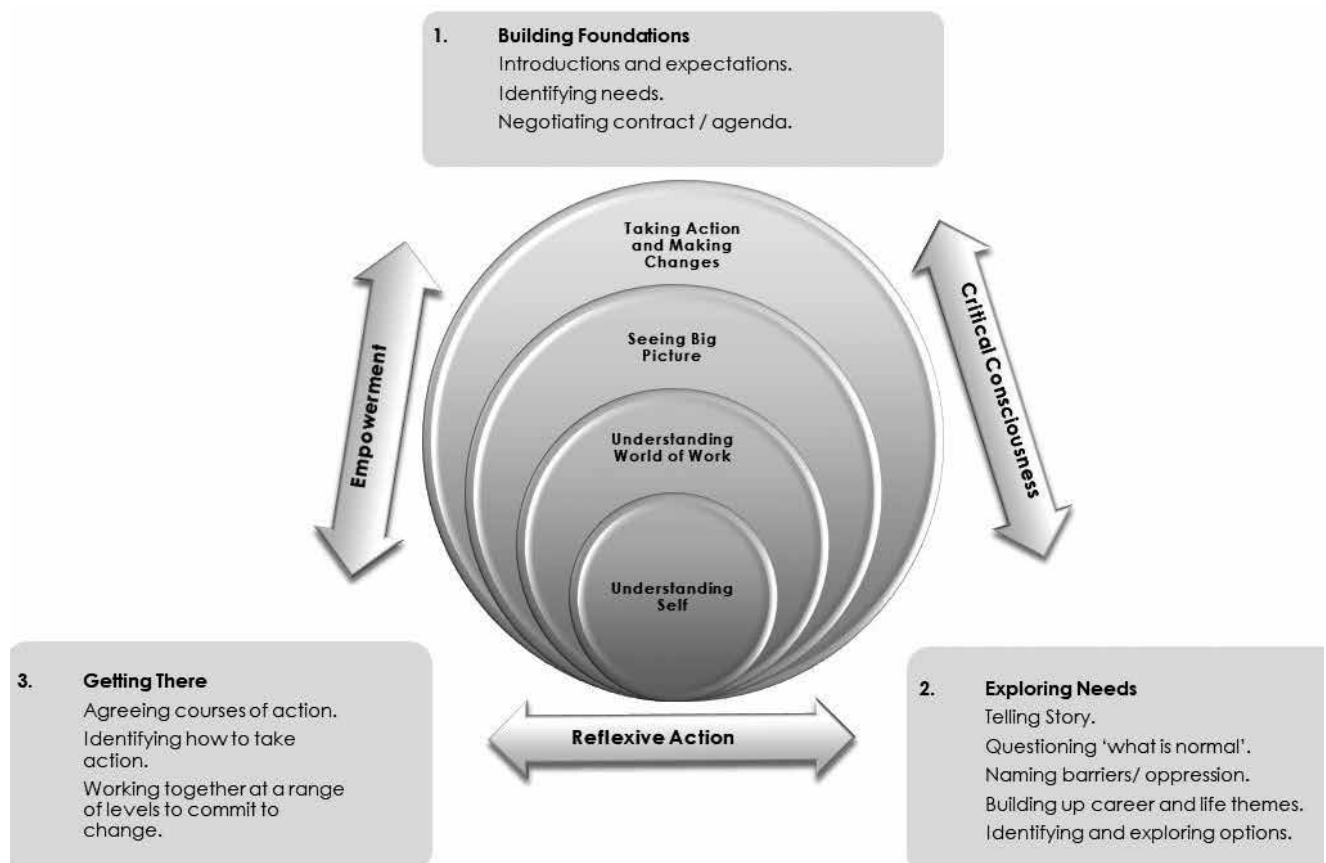 1. Building Foundations
Introductions and expectations.
Identifying needs.
Negotiating contract / agenda.
Taking Action
and Making
Changes
Seeing Big
Picture
Understanding
World of Work
Understanding
Self
Empowerment
Critical Consciousness
Reflexive Action
2. Exploring Needs
Telling Story.
Questioning ‘what is normal’.
Naming barriers/ oppression.
Building up career and life themes.
Identifying and exploring options.
3. Getting There
Agreeing courses of action.
Identifying how to take
action.
Working together at a range
of levels to commit to
change.